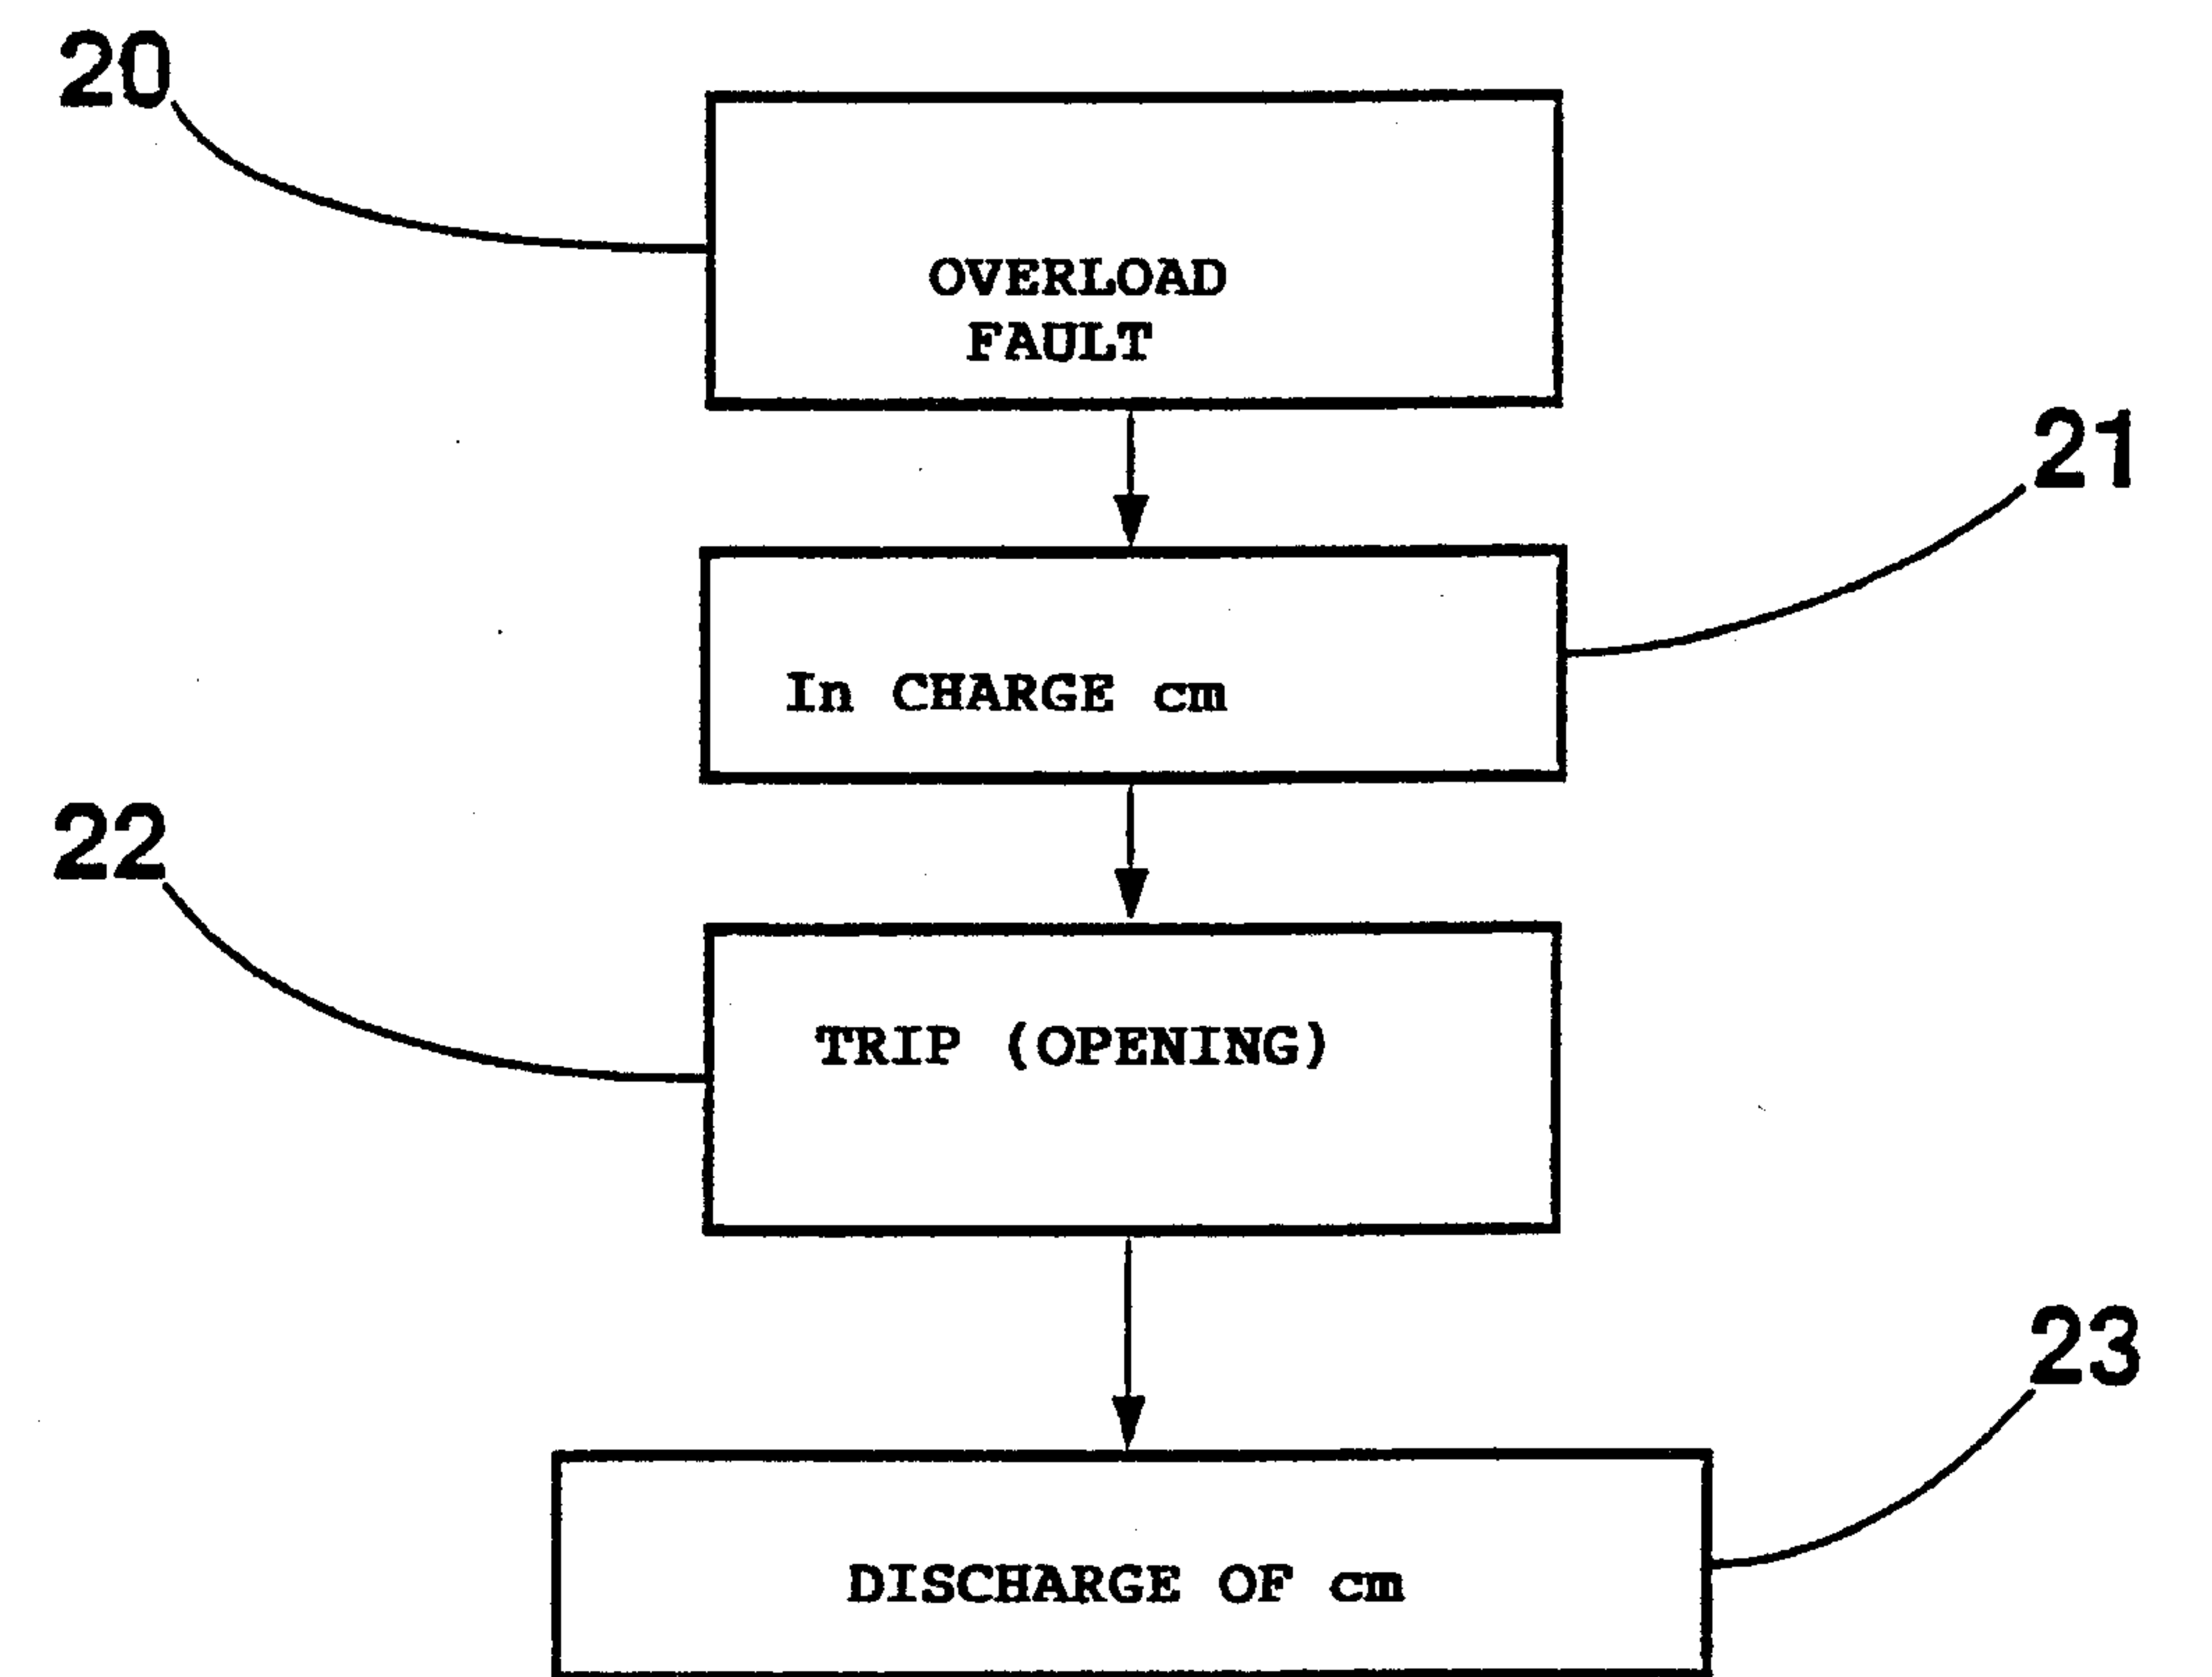 20
OVERLOAD
FAULT
21
In CHARGE cm
22
TRIP (OPENING)
23
DISCHARGE OF cm